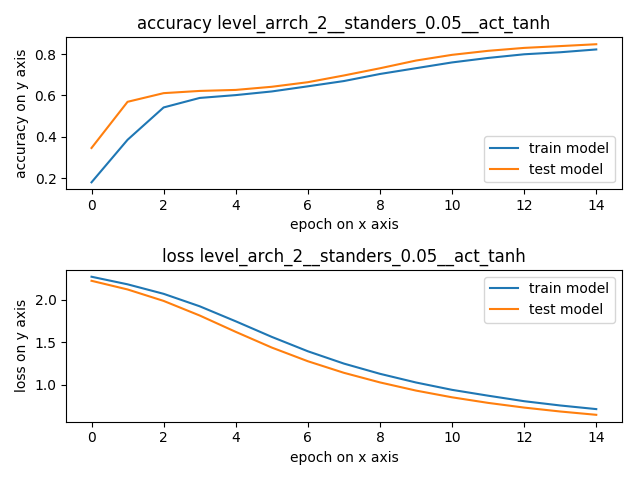 accuracy level_arrch_2__standers_0.05__act_tanh
accuracy on y axis
0.8
0.6
0.4
0.2
train model
test model
0 2 4 6 8 10 12 14
epoch on x axis
loss level_arch_2__standers_0.05__act_tanh
loss on y axis
2.0
1.5
1.0
train model
test model
0 2 4 6 8 10 12 14
epoch on x axis